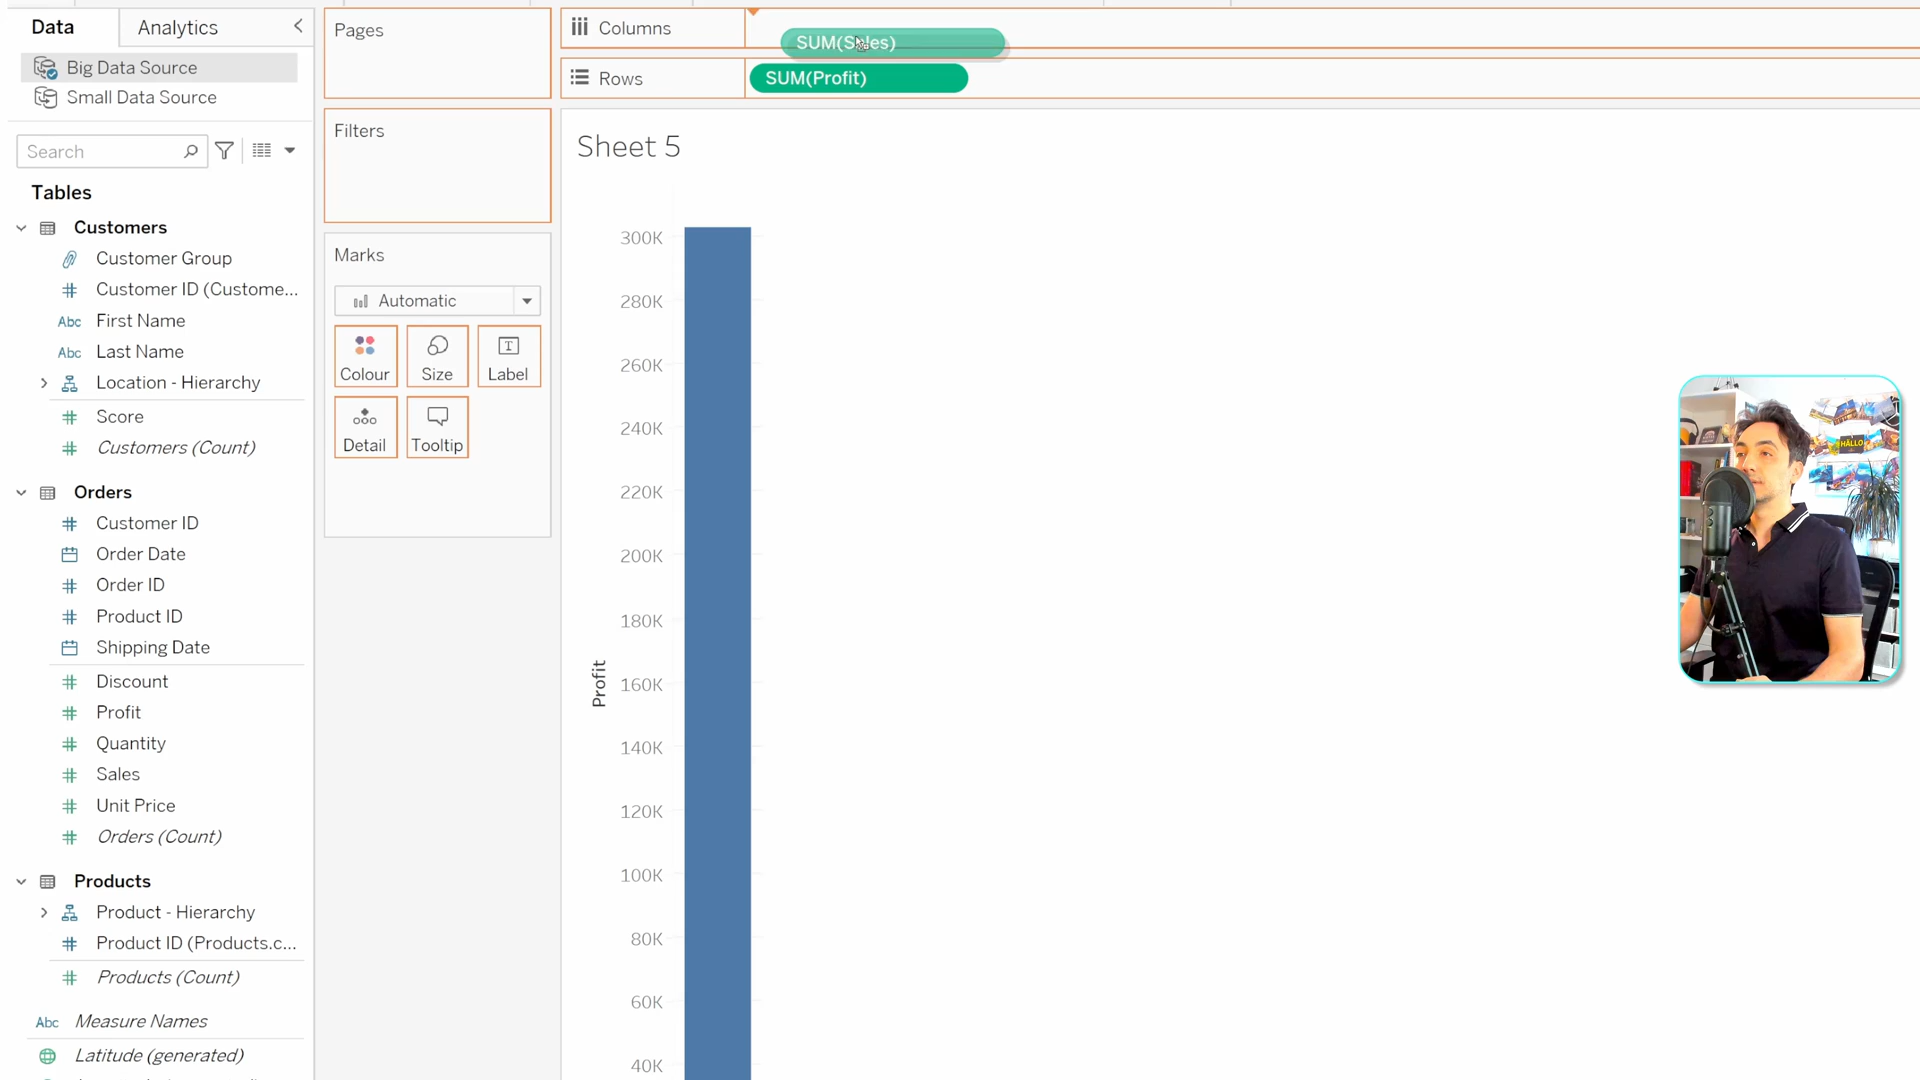 Data
Analytics
Big Data Source
Small Data Source
Search
Tables
Customers
Customer Group
Customer ID (Custome...
Abc First Name
Abc Last Name
Location - Hierarchy
Score
Customers (Count)
Orders
Customer ID
Order Date
Order ID
Product ID
Shipping Date
Discount
Profit
Quantity
Sales
Unit Price
Orders (Count)
Products
Product - Hierarchy
Product ID (Products.c...
Products (Count)
Abc Measure Names
Latitude (generated)
Pages
Filters
Marks
Automatic
Colour
Size
Label
Detail
Tooltip
Columns
SUM(Sales)
Rows
SUM(Profit)
Sheet 5
300K
280K
260K
240K
220K
200K
180K
160K
140K
120K
100K
80K
60K
40K
Profit
HALLO